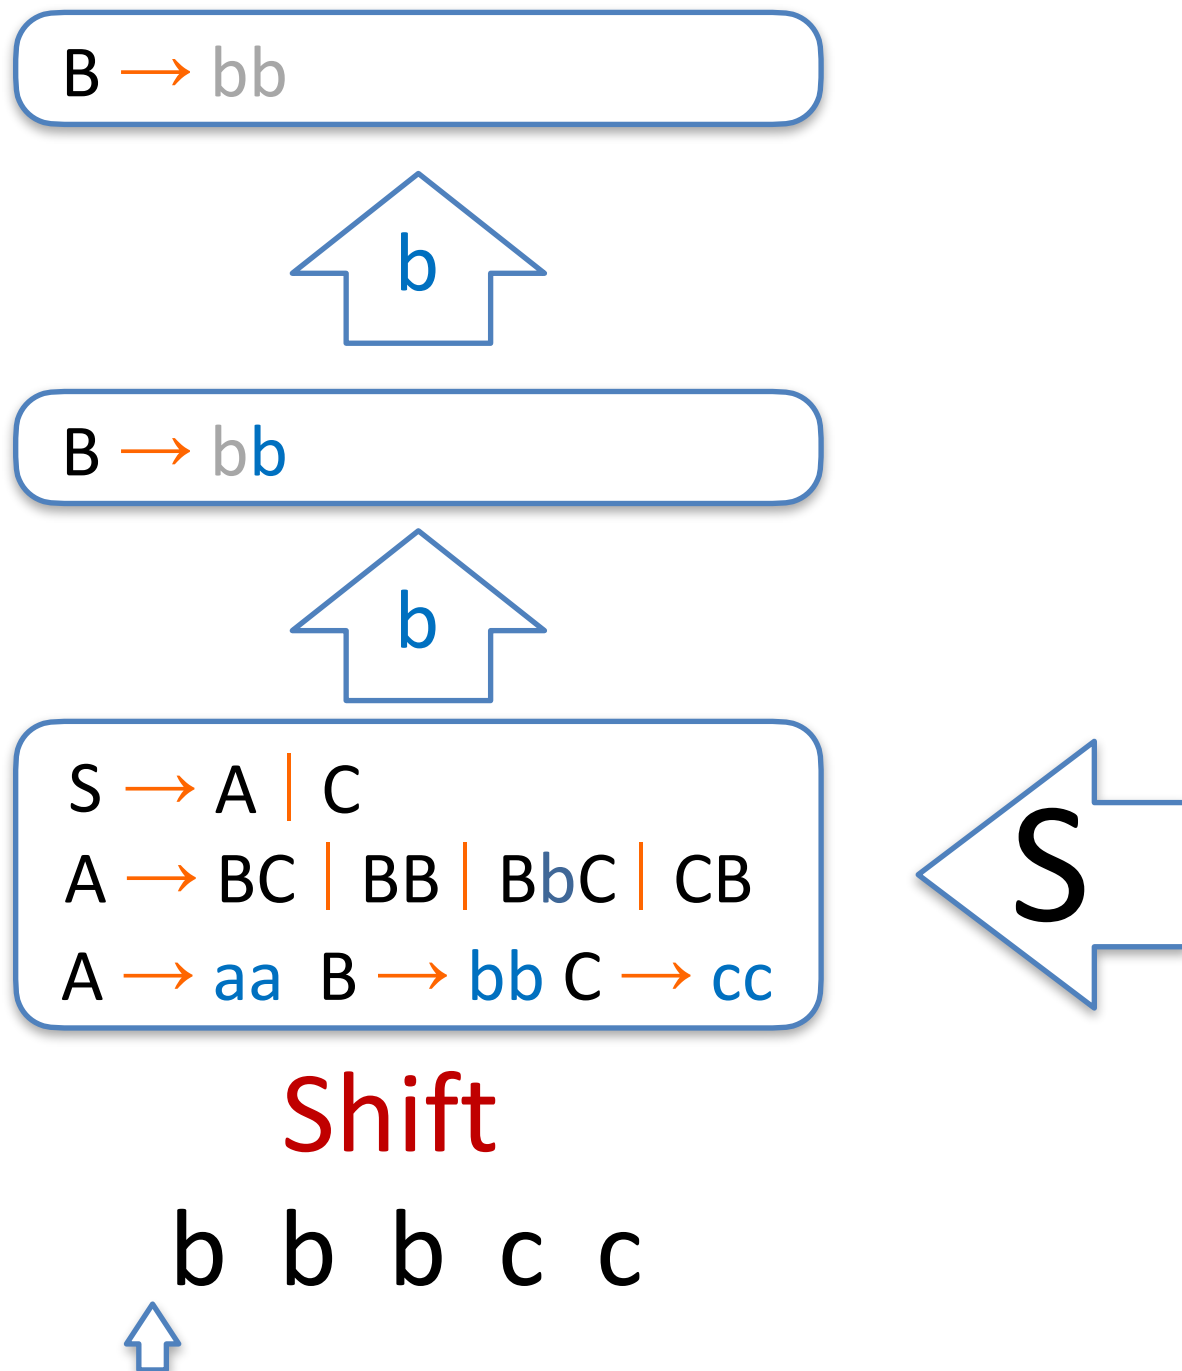 B → bb
b
B → bb
b
S → A | C
A → BC | BB | BbC | CB
A → aa B → bb C → cc
S
Shift
b b b c c